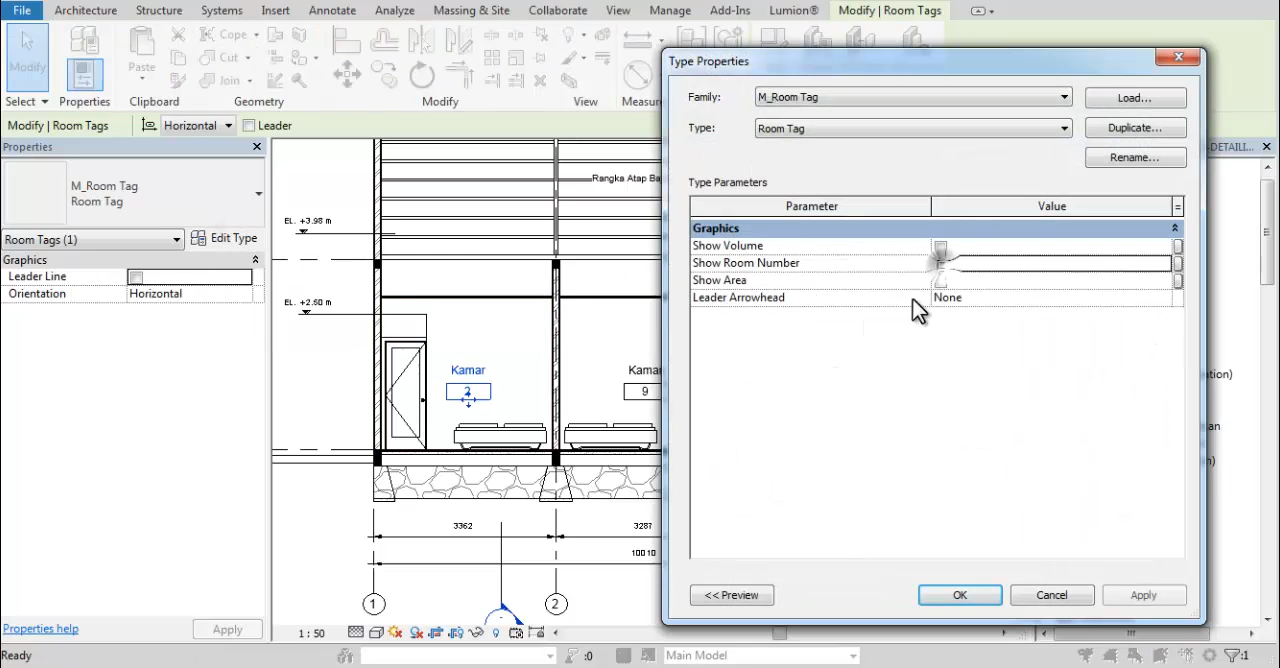 File Architecture Structure Systems Insert Annotate Analyze Massing & Site Collaborate View Manage Add-Ins Lumion® Modify | Room Tags
Modify Paste Cope Cut Join
Select Properties Clipboard Geometry Modify View Measur
Modify | Room Tags Horizontal Leader
Properties
M_Room Tag
Room Tag
Room Tags (1) Edit Type
Graphics
Leader Line
Orientation Horizontal
Properties help Apply
Ready :0 Main Model :1
Rangka Atap Ba
EL. +3.98 m
EL. +2.60 m
Kamar Kamar
2 9
3362 3287
10010
1 2
1 : 50
-DETAILI...
tion)
an
n)
Type Properties
Family: M_Room Tag Load...
Type: Room Tag Duplicate...
Rename...
Type Parameters
Parameter Value =
Graphics
Show Volume
Show Room Number
Show Area
Leader Arrowhead None
<< Preview OK Cancel Apply